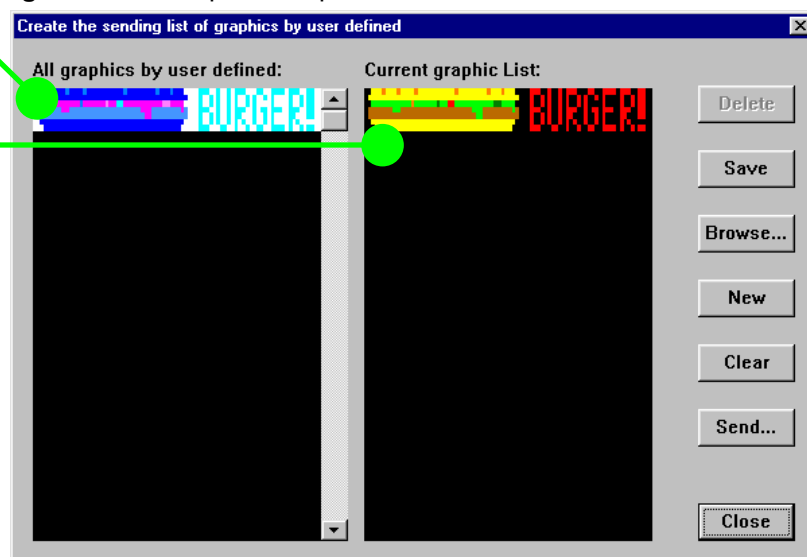 Create the sending list of graphics by user defined
All graphics by user defined:
Current graphic List:
BURGER!
BURGER!
Delete
Save
Browse...
New
Clear
Send...
Close